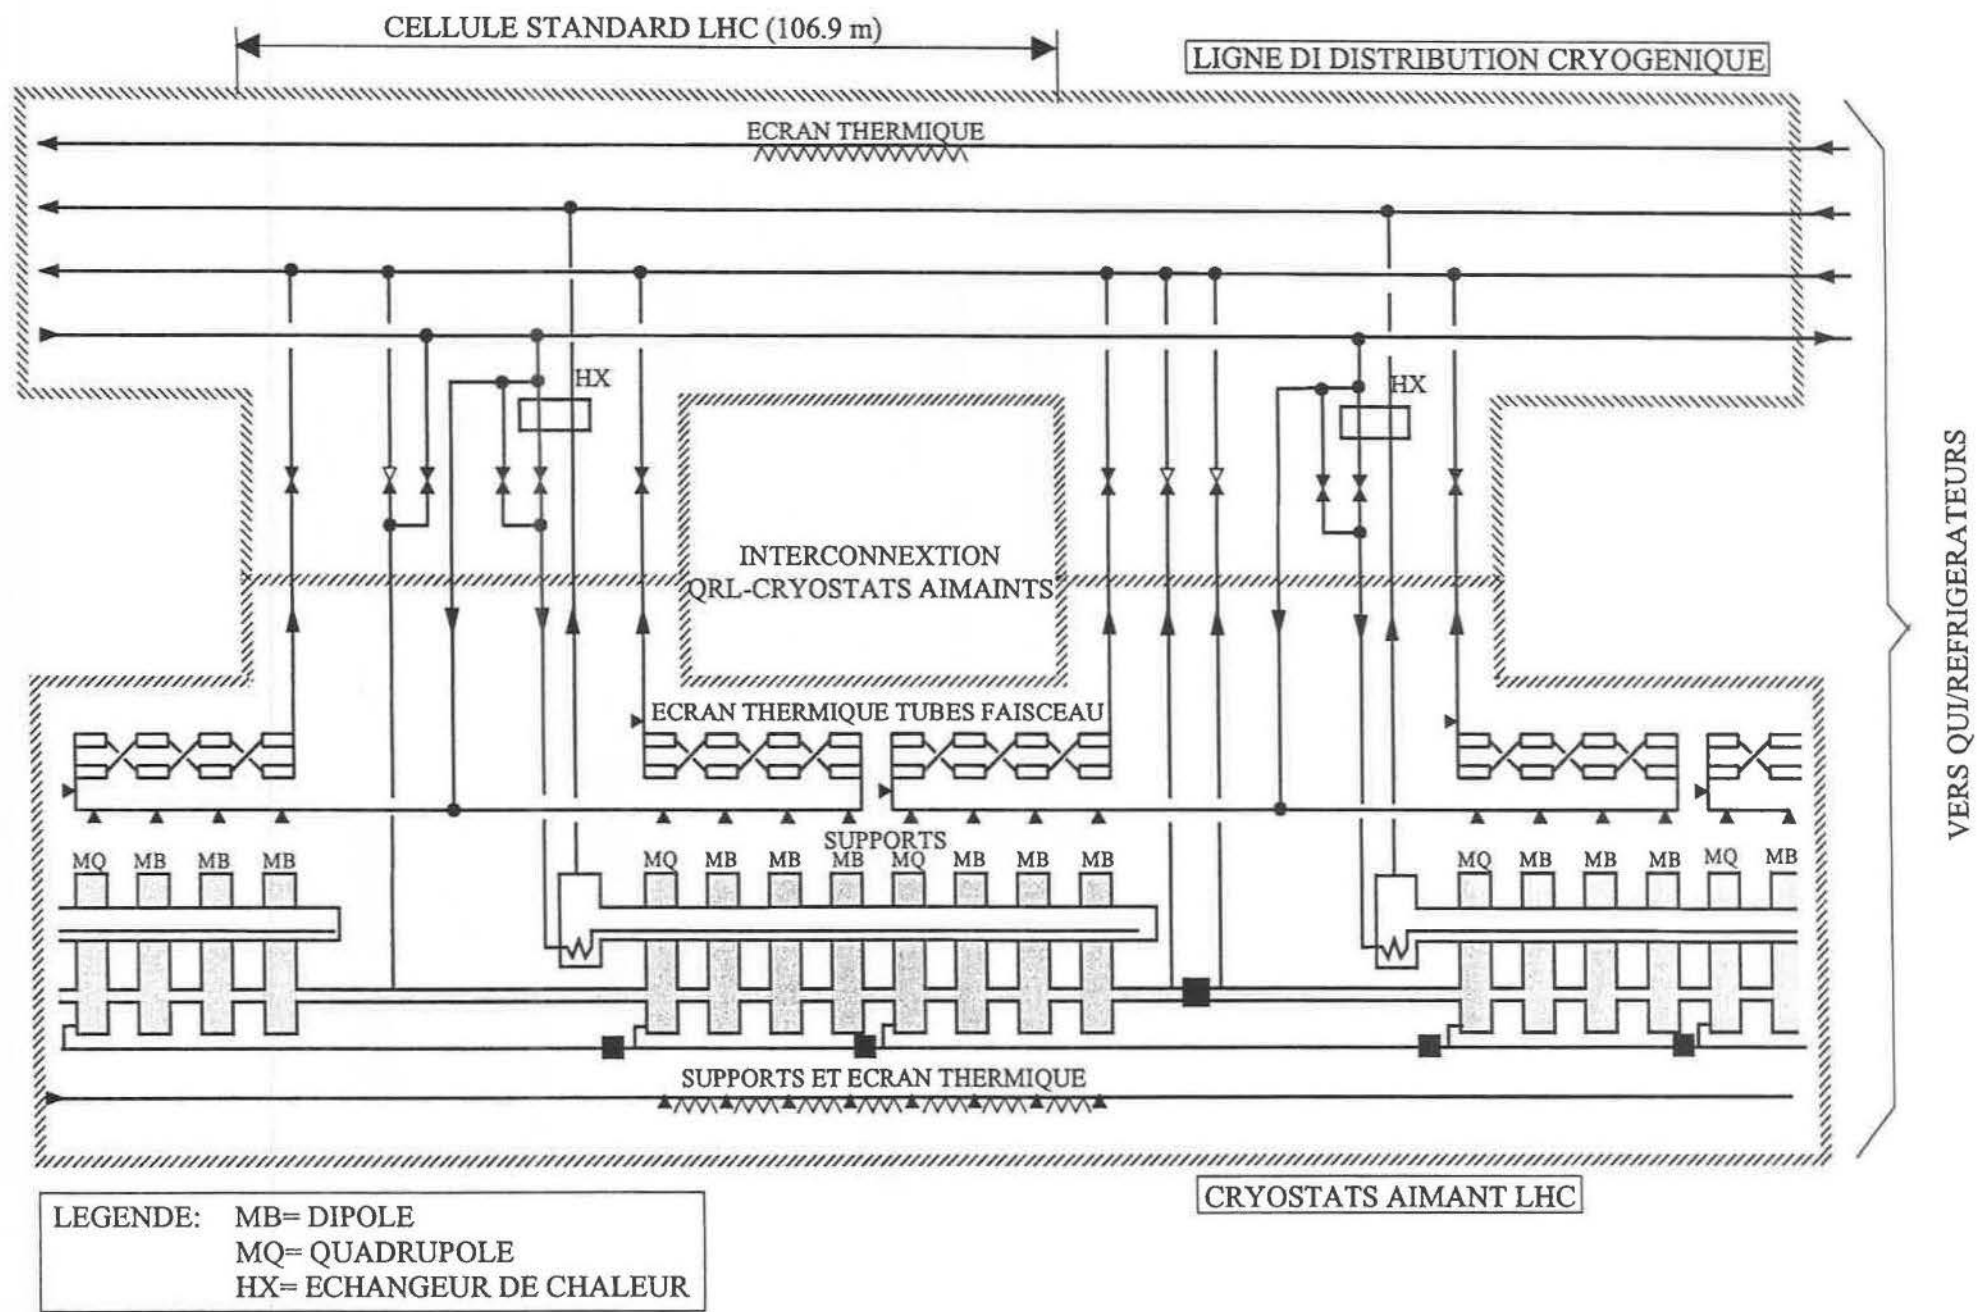 CELLULE STANDARD LHC (106.9 m)
LIGNE DI DISTRIBUTION CRYOGENIQUE
ECRAN THERMIQUE
HX
HX
INTERCONNEXTION
QRL-CRYOSTATS AIMAINTS
VERS QUI/REFRIGERATEURS
ECRAN THERMIQUE TUBES FAISCEAU
SUPPORTS
MQ MB MB MB MQ MB MB MB MQ MB MB MB MQ MB MB MB MQ MB
SUPPORTS ET ECRAN THERMIQUE
CRYOSTATS AIMANT LHC
LEGENDE: MB= DIPOLE
MQ= QUADRUPOLE
HX= ECHANGEUR DE CHALEUR